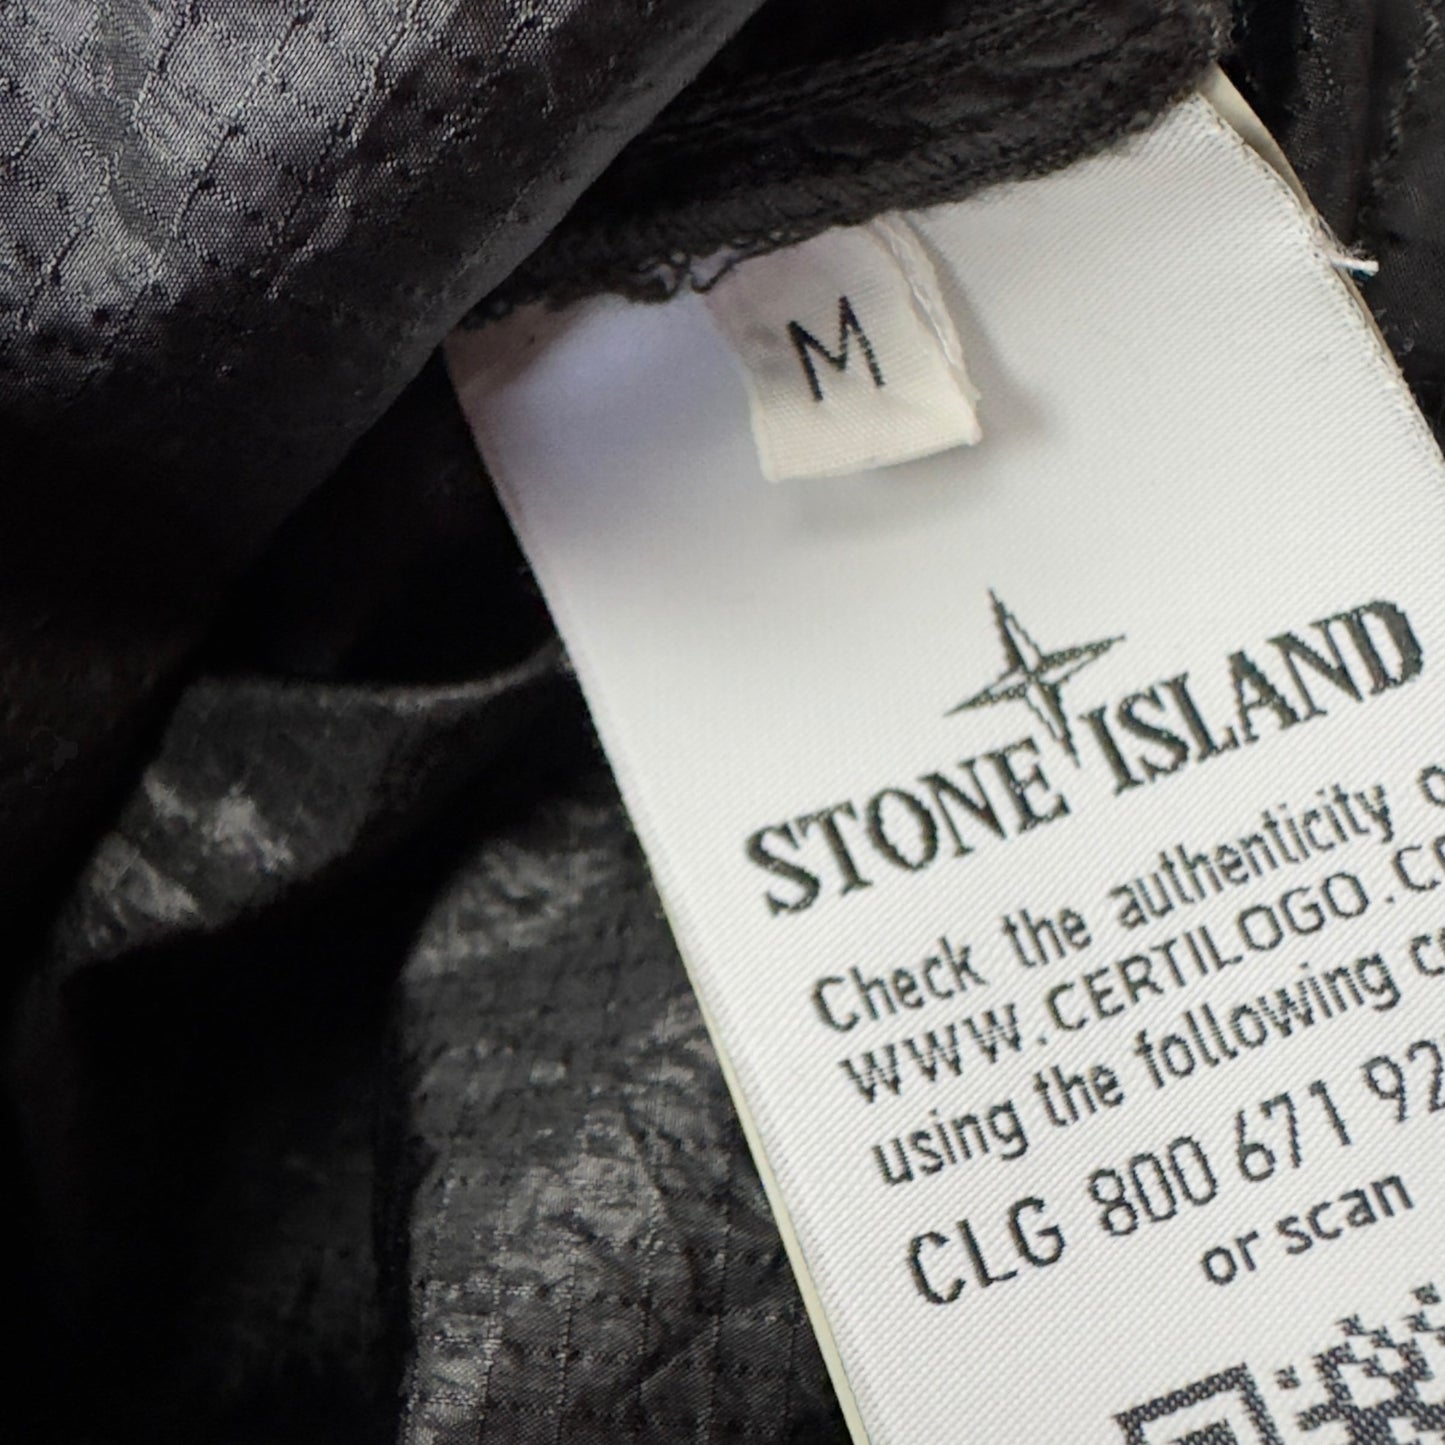 M
STONE ISLAND
Check the authenticity
WWW.CERTILOGO.
using the following
CLG 800 671 92
or scan